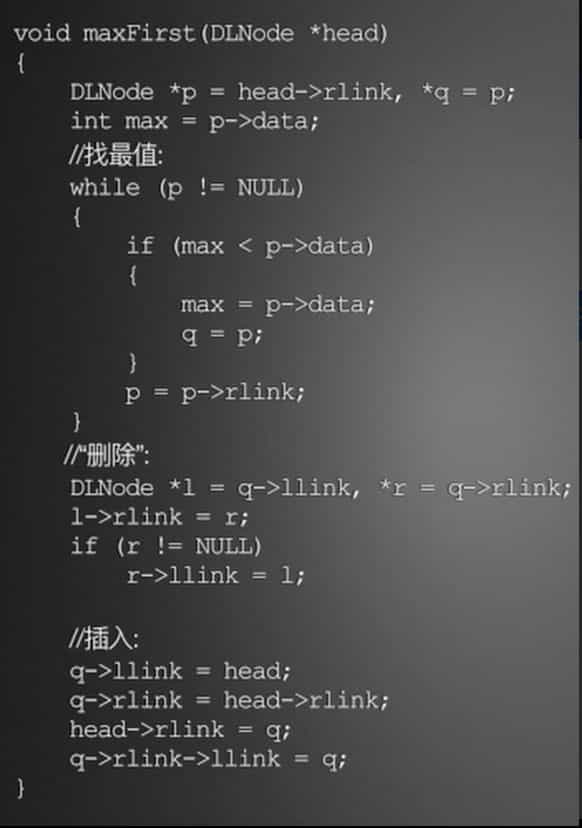 void maxFirst(DLNode *head)
{
    DLNode *p = head->rlink, *q = p;
    int max = p->data;
    //找最值:
    while (p != NULL)
    {
        if (max < p->data)
        {
            max = p->data;
            q = p;
        }
        p = p->rlink;
    }
    //“删除”:
    DLNode *l = q->llink, *r = q->rlink;
    l->rlink = r;
    if (r != NULL)
        r->llink = l;

    //插入:
    q->llink = head;
    q->rlink = head->rlink;
    head->rlink = q;
    q->rlink->llink = q;
}